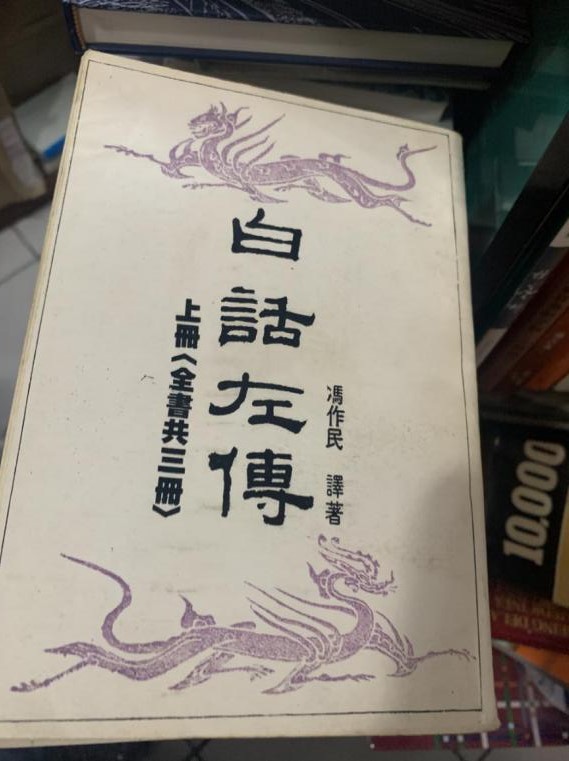 白話左傳
上冊〈全書共三冊〉
馮作民 譯著
10,000